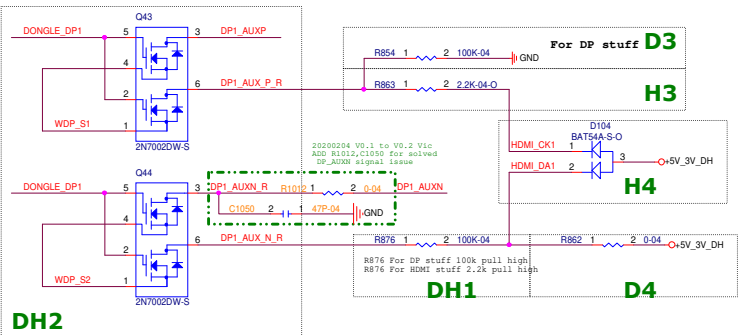 Q43
DONGLE_DP1 5 3 DP1_AUXP
4
6 DP1_AUX_P_R
2
WDP_S1 1
2N7002DW-S
R854 1 2 100K-04 GND
For DP stuff D3
R863 1 2 2.2K-04-O
H3
D104
BAT54A-S-O
HDMI_CK1 1
3 +5V_3V_DH
HDMI_DA1 2
H4
20200204 V0.1 to V0.2 Vic
ADD R1012,C1050 for solved
DP_AUXN signal issue
Q44
DONGLE_DP1 5 3 DP1_AUXN_R R1012 1 2 0-04 DP1_AUXN
C1050 2 1 47P-04 GND
4
6 DP1_AUX_N_R
2
WDP_S2 1
2N7002DW-S
R876 1 2 100K-04
R862 1 2 0-04 +5V_3V_DH
R876 For DP stuff 100k pull high
R876 For HDMI stuff 2.2k pull high
DH1
D4
DH2